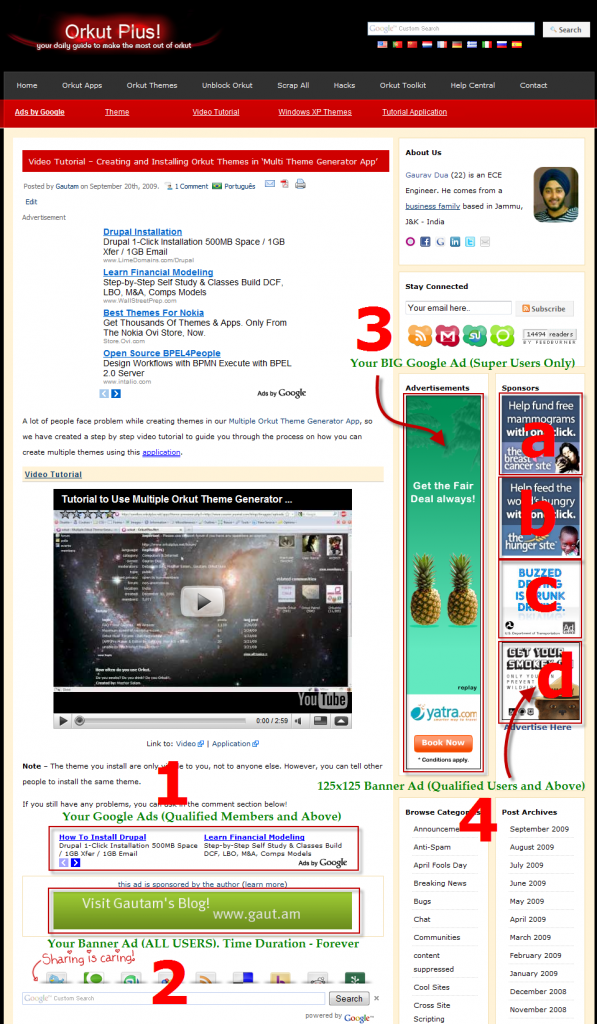 Orkut Plus!
your daily guide to make the most out of orkut
Google™ Custom Search
Search
Home Orkut Apps Orkut Themes Unblock Orkut Scrap All Hacks Orkut Toolkit Help Central Contact
Ads by Google Theme Video Tutorial Windows XP Themes Tutorial Application
Video Tutorial – Creating and Installing Orkut Themes in 'Multi Theme Generator App'
Posted by Gautam on September 20th, 2009. 1 Comment Português
Edit
Advertisement
Drupal Installation
Drupal 1-Click Installation 500MB Space / 1GB
Xfer / 1GB Email
www.LimeDomains.com/Drupal
Learn Financial Modeling
Step-by-Step Self Study & Classes Build DCF,
LBO, M&A, Comps Models
www.WallStreetPrep.com
Best Themes For Nokia
Get Thousands Of Themes & Apps. Only From
The Nokia Ovi Store, Now.
Store.Ovi.com
Open Source BPEL4People
Design Workflows with BPMN Execute with BPEL
2.0 Server
www.intalio.com
Ads by Google
A lot of people face problem while creating themes in our Multiple Orkut Theme Generator App, so
we have created a step by step video tutorial to guide you through the process on how you can
create multiple themes using this application.
Video Tutorial
Tutorial to Use Multiple Orkut Theme Generator ...
YouTube
0:00 / 2:59
Link to: Video | Application
Note – The theme you install are only to you, not to anyone else. However, you can tell other
people to install the same theme.
1
If you still have any problems, you can ask in the comment section below!
Your Google Ads (Qualified Members and Above)
How To Install Drupal
Drupal 1-Click Installation 500MB Space
/ 1GB Xfer / 1GB Email
Learn Financial Modeling
Step-by-Step Self Study & Classes Build
DCF, LBO, M&A, Comps Models
Ads by Google
this ad is sponsored by the author (learn more)
Visit Gautam's Blog!
www.gaut.am
Your Banner Ad (ALL USERS). Time Duration - Forever
Sharing is caring!
2
Google™ Custom Search
Search
powered by Google™
About Us
Gaurav Dua (22) is an ECE
Engineer. He comes from a
business family based in Jammu,
J&K - India
Stay Connected
Your email here..
Subscribe
14494 readers
BY FEEDBURNER
3
Your BIG Google Ad (Super Users Only)
Advertisements
Get the Fair
Deal always!
replay
yatra.com
Book Now
* Conditions apply.
Sponsors
Help fund free
mammograms
with one click.
the breast
cancer site
a
Help feed the
world's hungry
with one click.
the
hunger site
b
BUZZED
DRIVING
IS DRUNK
DRIVING.
U.S. Department of Transportation
Ad
c
GET YOUR
SMOKEY
ONLY YOU CAN
PREVENT
d
Advertise Here
125x125 Banner Ad (Qualified Users and Above)
4
Browse Categories
Announcement
Anti-Spam
April Fools Day
Breaking News
Bugs
Chat
Communities
content
suppressed
Cool Sites
Cross Site
Scripting
Post Archives
September 2009
August 2009
July 2009
June 2009
May 2009
April 2009
March 2009
February 2009
January 2009
December 2008
November 2008